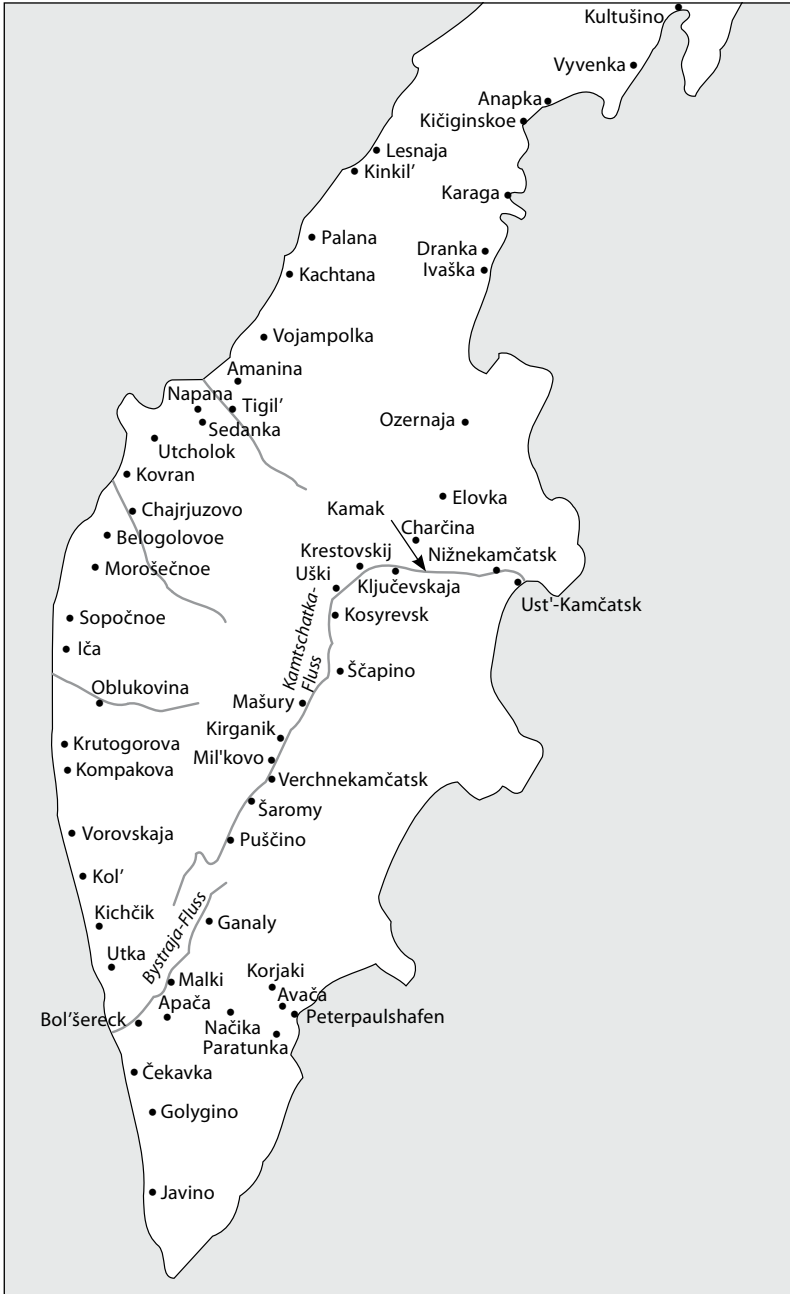 Kultušino
Vyvenka
Anapka
Kičiginskoe
Lesnaja
Kinkil’
Karaga
Palana
Dranka
Ivaška
Kachtana
Vojampolka
Amanina
Napana
Tigil’
Sedanka
Ozernaja
Utcholok
Kovran
Elovka
Kamak
Chajrjuzovo
Charčina
Belogolovoe
Nižnekamčatsk
Krestovskij
Morošečnoe
Uški
Ključevskaja
Ust'-Kamčatsk
Kamtschatka-
Fluss
Kosyrevsk
Sopočnoe
Iča
Ščapino
Oblukovina
Mašury
Kirganik
Krutogorova
Mil'kovo
Kompakova
Verchnekamčatsk
Šaromy
Vorovskaja
Puščino
Kol’
Kichčik
Bystraja-Fluss
Ganaly
Utka
Malki
Korjaki
Avača
Apača
Bol’šereck
Peterpaulshafen
Načika
Paratunka
Čekavka
Golygino
Javino